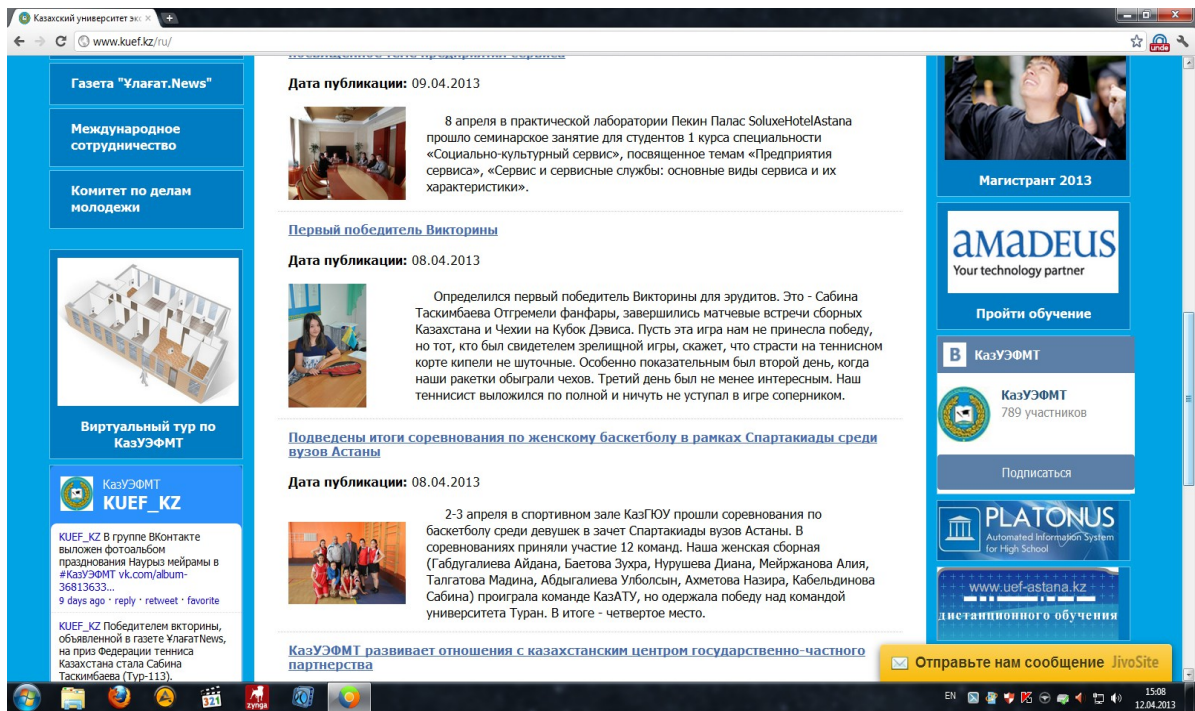 Казахский университет экс
www.kuef.kz/ru/
unde
Газета "Ұлағат.News"
Международное
сотрудничество
Комитет по делам
молодежи
Виртуальный тур по
КазУЭФМТ
КазУЭФМТ
KUEF_KZ
KUEF_KZ В группе ВКонтакте
выложен фотоальбом
празднования Наурыз мейрамы в
#КазУЭФМТ vk.com/album-
36813633...
9 days ago · reply · retweet · favorite
KUEF_KZ Победителем вкторины,
объявленной в газете ҰлағатNews,
на приз Федерации тенниса
Казахстана стала Сабина
Таскимбаева (Тур-113).
посвященное теме предприятия сервиса
Дата публикации: 09.04.2013
8 апреля в практической лаборатории Пекин Палас SoluxeHotelAstana
прошло семинарское занятие для студентов 1 курса специальности
«Социально-культурный сервис», посвященное темам «Предприятия
сервиса», «Сервис и сервисные службы: основные виды сервиса и их
характеристики».
Первый победитель Викторины
Дата публикации: 08.04.2013
Определился первый победитель Викторины для эрудитов. Это - Сабина
Таскимбаева Отгремели фанфары, завершились матчевые встречи сборных
Казахстана и Чехии на Кубок Дэвиса. Пусть эта игра нам не принесла победу,
но тот, кто был свидетелем зрелищной игры, скажет, что страсти на теннисном
корте кипели не шуточные. Особенно показательным был второй день, когда
наши ракетки обыграли чехов. Третий день был не менее интересным. Наш
теннисист выложился по полной и ничуть не уступал в игре соперником.
Подведены итоги соревнования по женскому баскетболу в рамках Спартакиады среди
вузов Астаны
Дата публикации: 08.04.2013
2-3 апреля в спортивном зале КазГЮУ прошли соревнования по
баскетболу среди девушек в зачет Спартакиады вузов Астаны. В
соревнованиях приняли участие 12 команд. Наша женская сборная
(Габдугалиева Айдана, Баетова Зухра, Нурушева Диана, Мейржанова Алия,
Талгатова Мадина, Абдыгалиева Улболсын, Ахметова Назира, Кабельдинова
Сабина) проиграла команде КазАТУ, но одержала победу над командой
университета Туран. В итоге - четвертое место.
КазУЭФМТ развивает отношения с казахстанским центром государственно-частного
партнерства
Магистрант 2013
amadeus
Your technology partner
Пройти обучение
В КазУЭФМТ
КазУЭФМТ
789 участников
Подписаться
PLATONUS
Automated Information System
for High School
www.uef-astana.kz
дистанционного обучения
Отправьте нам сообщение JivoSite
321
zynga
EN
15:08
12.04.2013